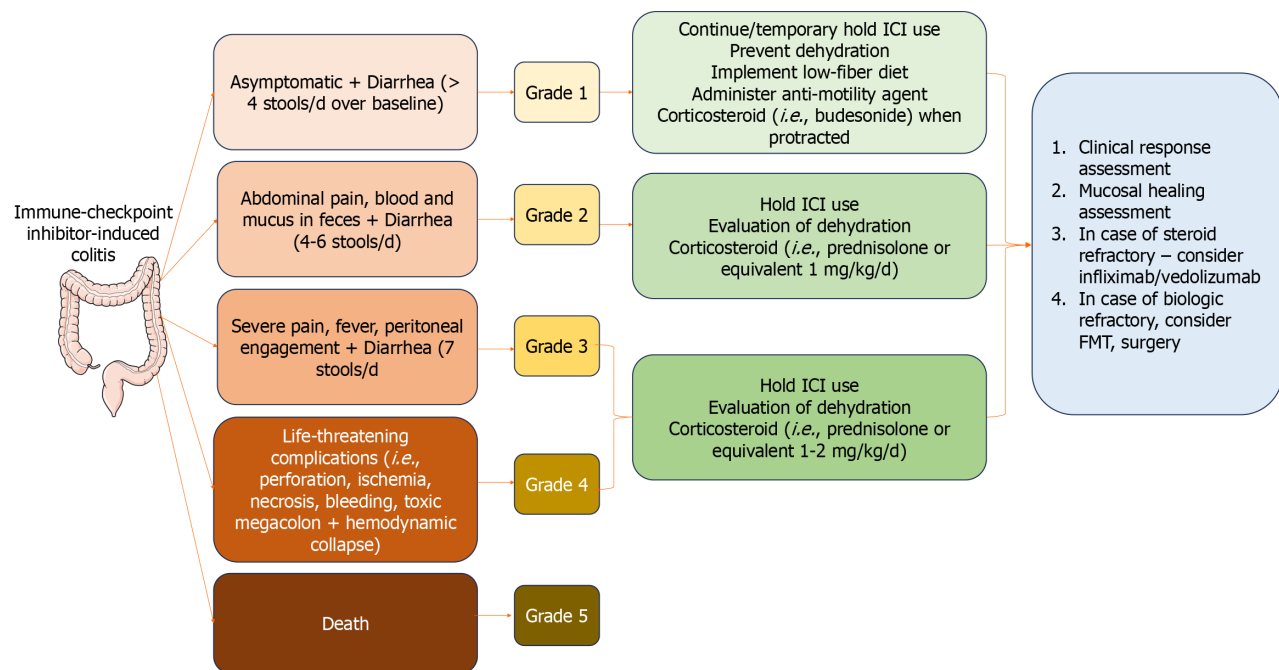 Immune-checkpoint
inhibitor-induced
colitis
Asymptomatic + Diarrhea (>
4 stools/d over baseline)
Grade 1
Continue/temporary hold ICI use
Prevent dehydration
Implement low-fiber diet
Administer anti-motility agent
Corticosteroid (i.e., budesonide) when
protracted
Abdominal pain, blood and
mucus in feces + Diarrhea
(4-6 stools/d)
Grade 2
Hold ICI use
Evaluation of dehydration
Corticosteroid (i.e., prednisolone or
equivalent 1 mg/kg/d)
Severe pain, fever, peritoneal
engagement + Diarrhea (7
stools/d
Grade 3
Life-threatening
complications (i.e.,
perforation, ischemia,
necrosis, bleeding, toxic
megacolon + hemodynamic
collapse)
Grade 4
Hold ICI use
Evaluation of dehydration
Corticosteroid (i.e., prednisolone or
equivalent 1-2 mg/kg/d)
Death
Grade 5
1. Clinical response
assessment
2. Mucosal healing
assessment
3. In case of steroid
refractory – consider
infliximab/vedolizumab
4. In case of biologic
refractory, consider
FMT, surgery